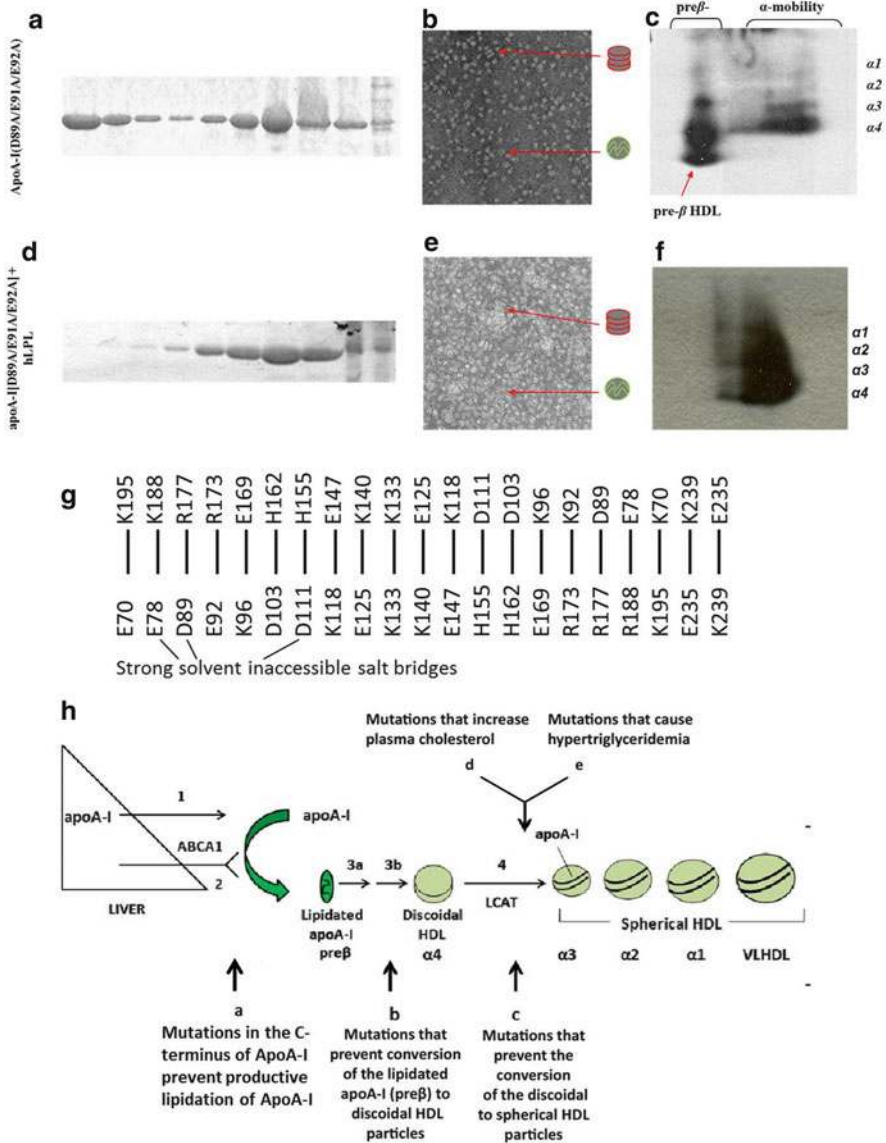 a
ApoA-I(D89A/E91A/E92A)
b
c
preβ-
α-mobility
α1
α2
α3
α4
pre-β HDL
d
apoA-I[D89A/E91A/E92A]+
hLPL
e
f
α1
α2
α3
α4
g
K195 K188 R177 R173 E169 H162 H155 E147 K140 K133 E125 K118 D111 D103 K96 K92 D89 E78 K70 K239 E235
E70 E78 D89 E92 K96 D103 D111 K118 E125 K133 K140 E147 H155 H162 E169 R173 R177 R188 K195 E235 K239
Strong solvent inaccessible salt bridges
h
Mutations that increase
plasma cholesterol
d
Mutations that cause
hypertriglyceridemia
e
apoA-I
1
ABCA1
2
LIVER
apoA-I
Lipidated
apoA-I
preβ
3a
3b
Discoidal
HDL
α4
4
LCAT
apoA-I
Spherical HDL
α3
α2
α1
VLHDL
a
Mutations in the C-
terminus of ApoA-I
prevent productive
lipidation of ApoA-I
b
Mutations that
prevent conversion
of the lipidated
apoA-I (preβ) to
discoidal HDL
particles
c
Mutations that
prevent the
conversion
of the discoidal
to spherical HDL
particles